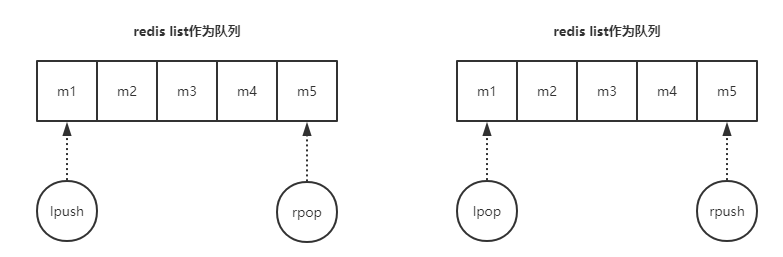 redis list作为队列
redis list作为队列
m1 m2 m3 m4 m5
m1 m2 m3 m4 m5
lpush rpop
lpop rpush